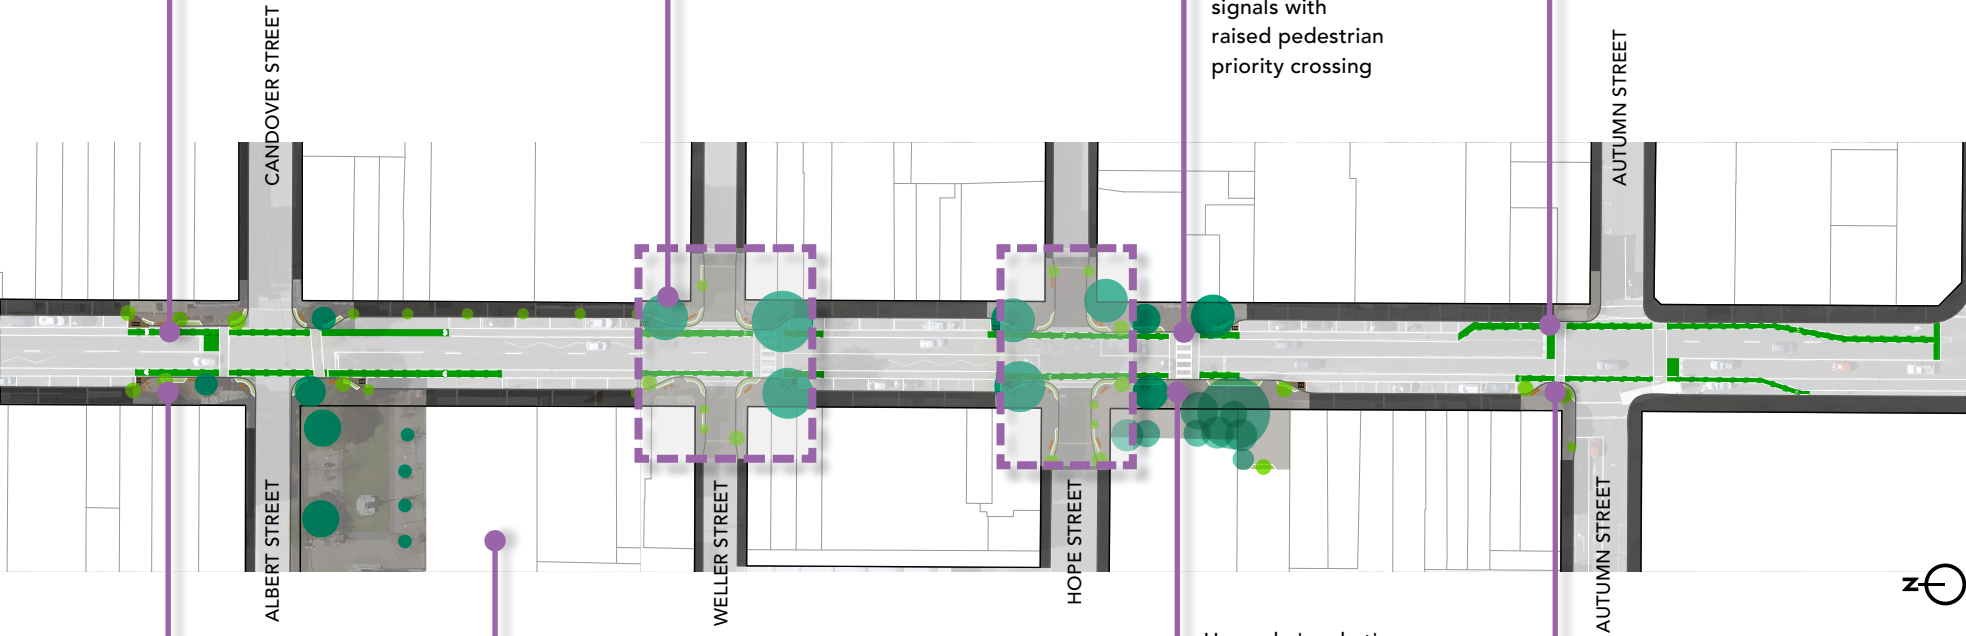 signals with
raised pedestrian
priority crossing
CANDOVER STREET
AUTUMN STREET
ALBERT STREET
WELLER STREET
HOPE STREET
AUTUMN STREET
Z